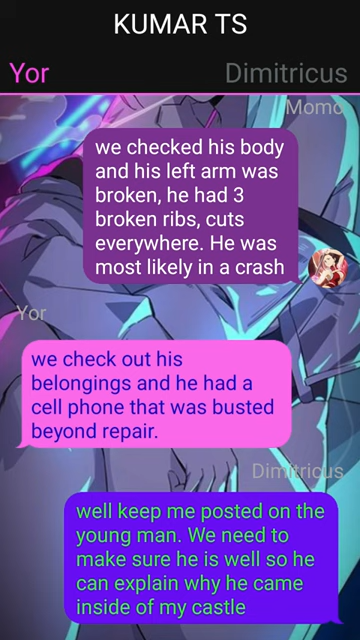 KUMAR TS
Yor
Dimitricus
Momo
we checked his body
and his left arm was
broken, he had 3
broken ribs, cuts
everywhere. He was
most likely in a crash
Yor
we check out his
belongings and he had a
cell phone that was busted
beyond repair.
Dimitricus
well keep me posted on the
young man. We need to
make sure he is well so he
can explain why he came
inside of my castle